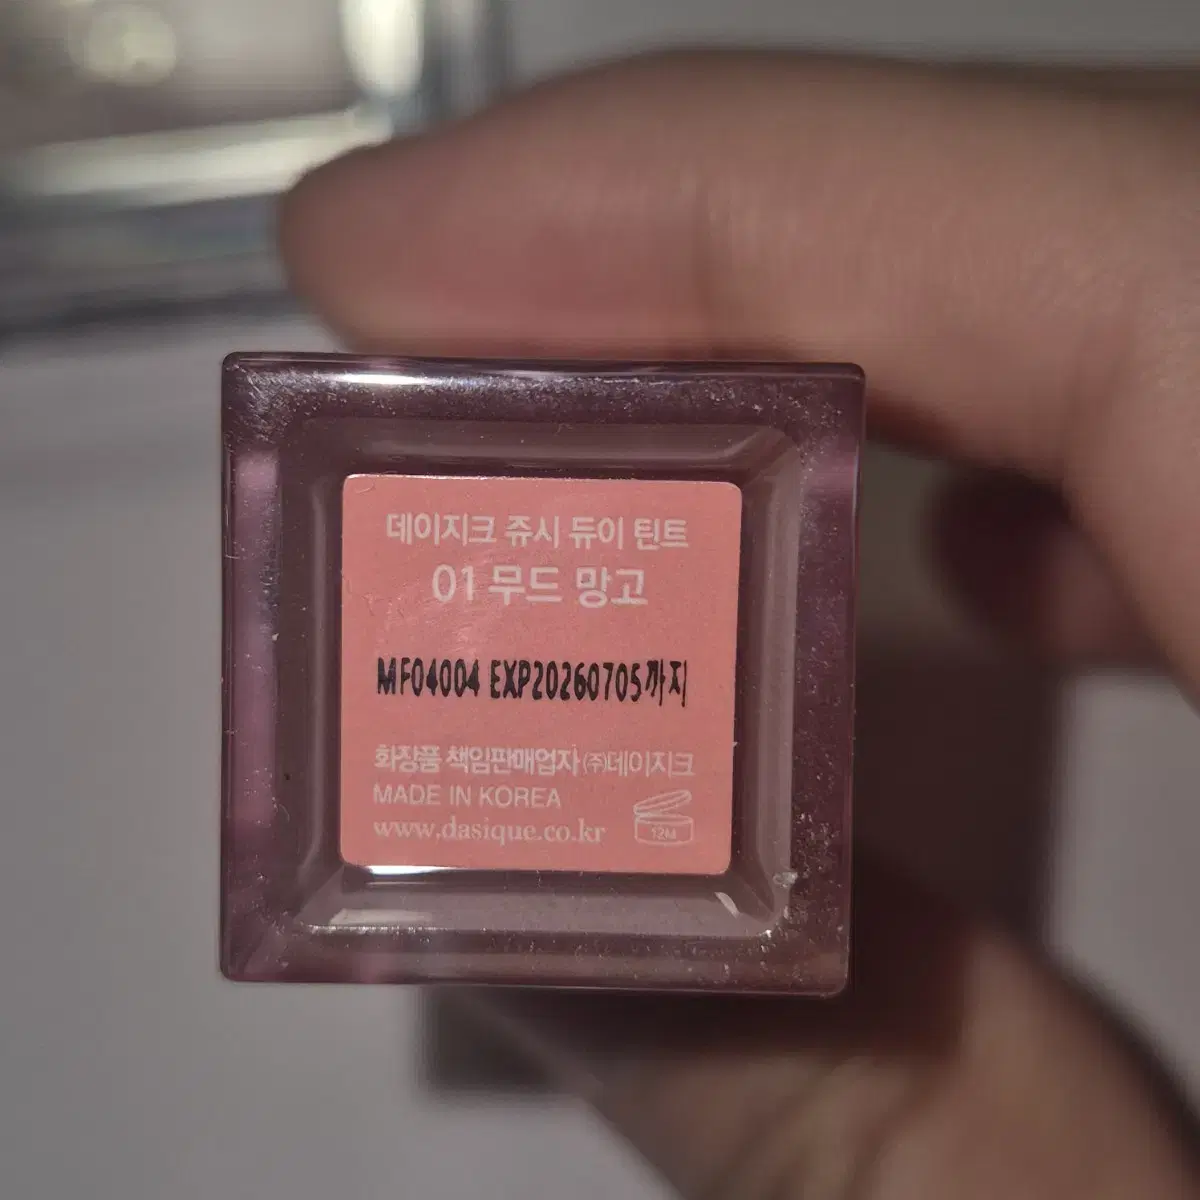 데이지크 쥬시 듀이 틴트
01 무드 망고
MF04004 EXP20260705까지
화장품 책임판매업자 ㈜데이지크
MADE IN KOREA
www.dasique.co.kr
12M